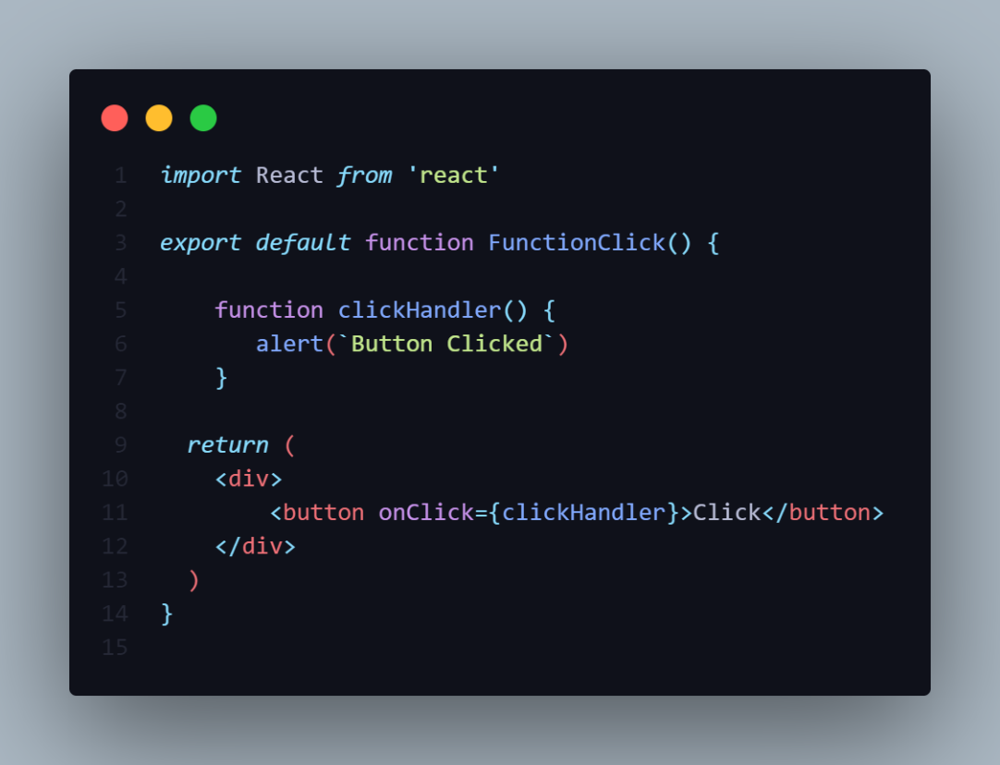 1 import React from 'react'
2
3 export default function FunctionClick() {
4
5     function clickHandler() {
6        alert(`Button Clicked`)
7     }
8
9   return (
10     <div>
11         <button onClick={clickHandler}>Click</button>
12     </div>
13   )
14 }
15